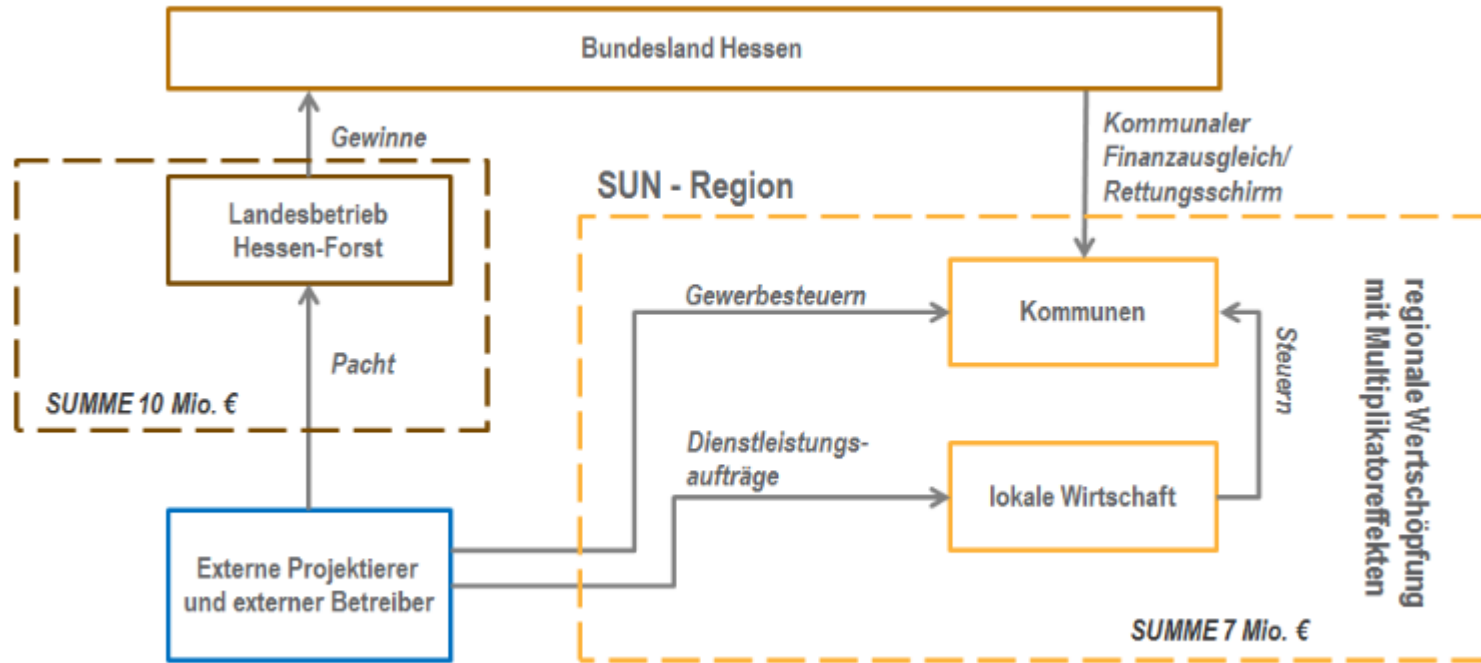 Bundesland Hessen
Gewinne
Kommunaler
Finanzausgleich/
Rettungsschirm
SUN - Region
Landesbetrieb
Hessen-Forst
Gewerbesteuern
Kommunen
Steuern
regionale Wertschöpfung
mit Multiplikatoreffekten
Pacht
SUMME 10 Mio. €
Dienstleistungs-
aufträge
lokale Wirtschaft
Externe Projektierer
und externer Betreiber
SUMME 7 Mio. €